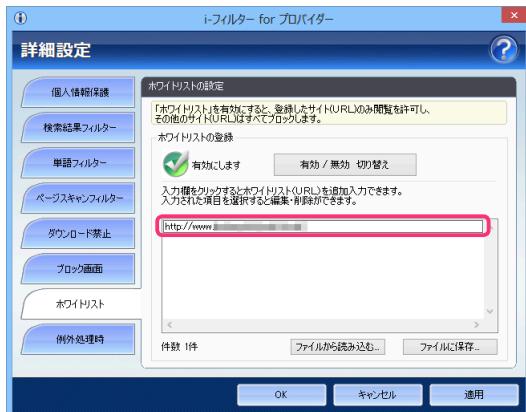 i-フィルター for プロバイダー
詳細設定
個人情報保護
検索結果フィルター
単語フィルター
ページスキャンフィルター
ダウンロード禁止
ブロック画面
ホワイトリスト
例外処理時
ホワイトリストの設定
「ホワイトリスト」を有効にすると、登録したサイト(URL)のみ閲覧を許可し、
その他のサイト(URL)はすべてブロックします。
ホワイトリストの登録
有効にします
有効 / 無効 切り替え
入力欄をクリックするとホワイトリスト(URL)を追加入力できます。
入力された項目を選択すると編集・削除ができます。
http://www.
件数 1件
ファイルから読み込む...
ファイルに保存...
OK
キャンセル
適用